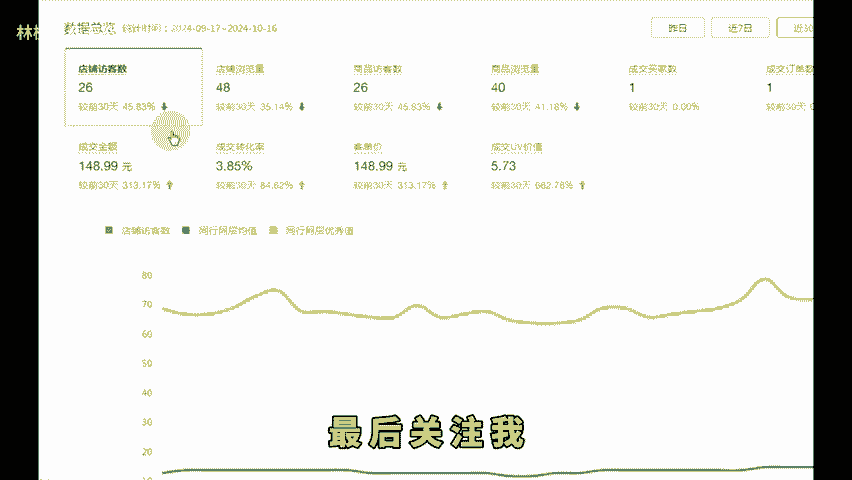 数据总览 统计时间：2024-09-17~2024-10-16
昨日 近7日 近30
店铺访客数 店铺浏览量 商品访客数 商品浏览量 成交买家数 成交订单数
26 48 26 40 1 1
较前30天 45.83% 较前30天 35.14% 较前30天 45.83% 较前30天 41.18% 较前30天 0.00% 较前30天 0.00
成交金额 成交转化率 客单价 成交UV价值
148.99 元 3.85% 148.99 元 5.73
较前30天 313.17% 较前30天 84.62% 较前30天 313.17% 较前30天 662.78%
店铺访客数 同行同层均值 同行同层优秀值
80
70
60
50
40
30
20
10
最后关注我